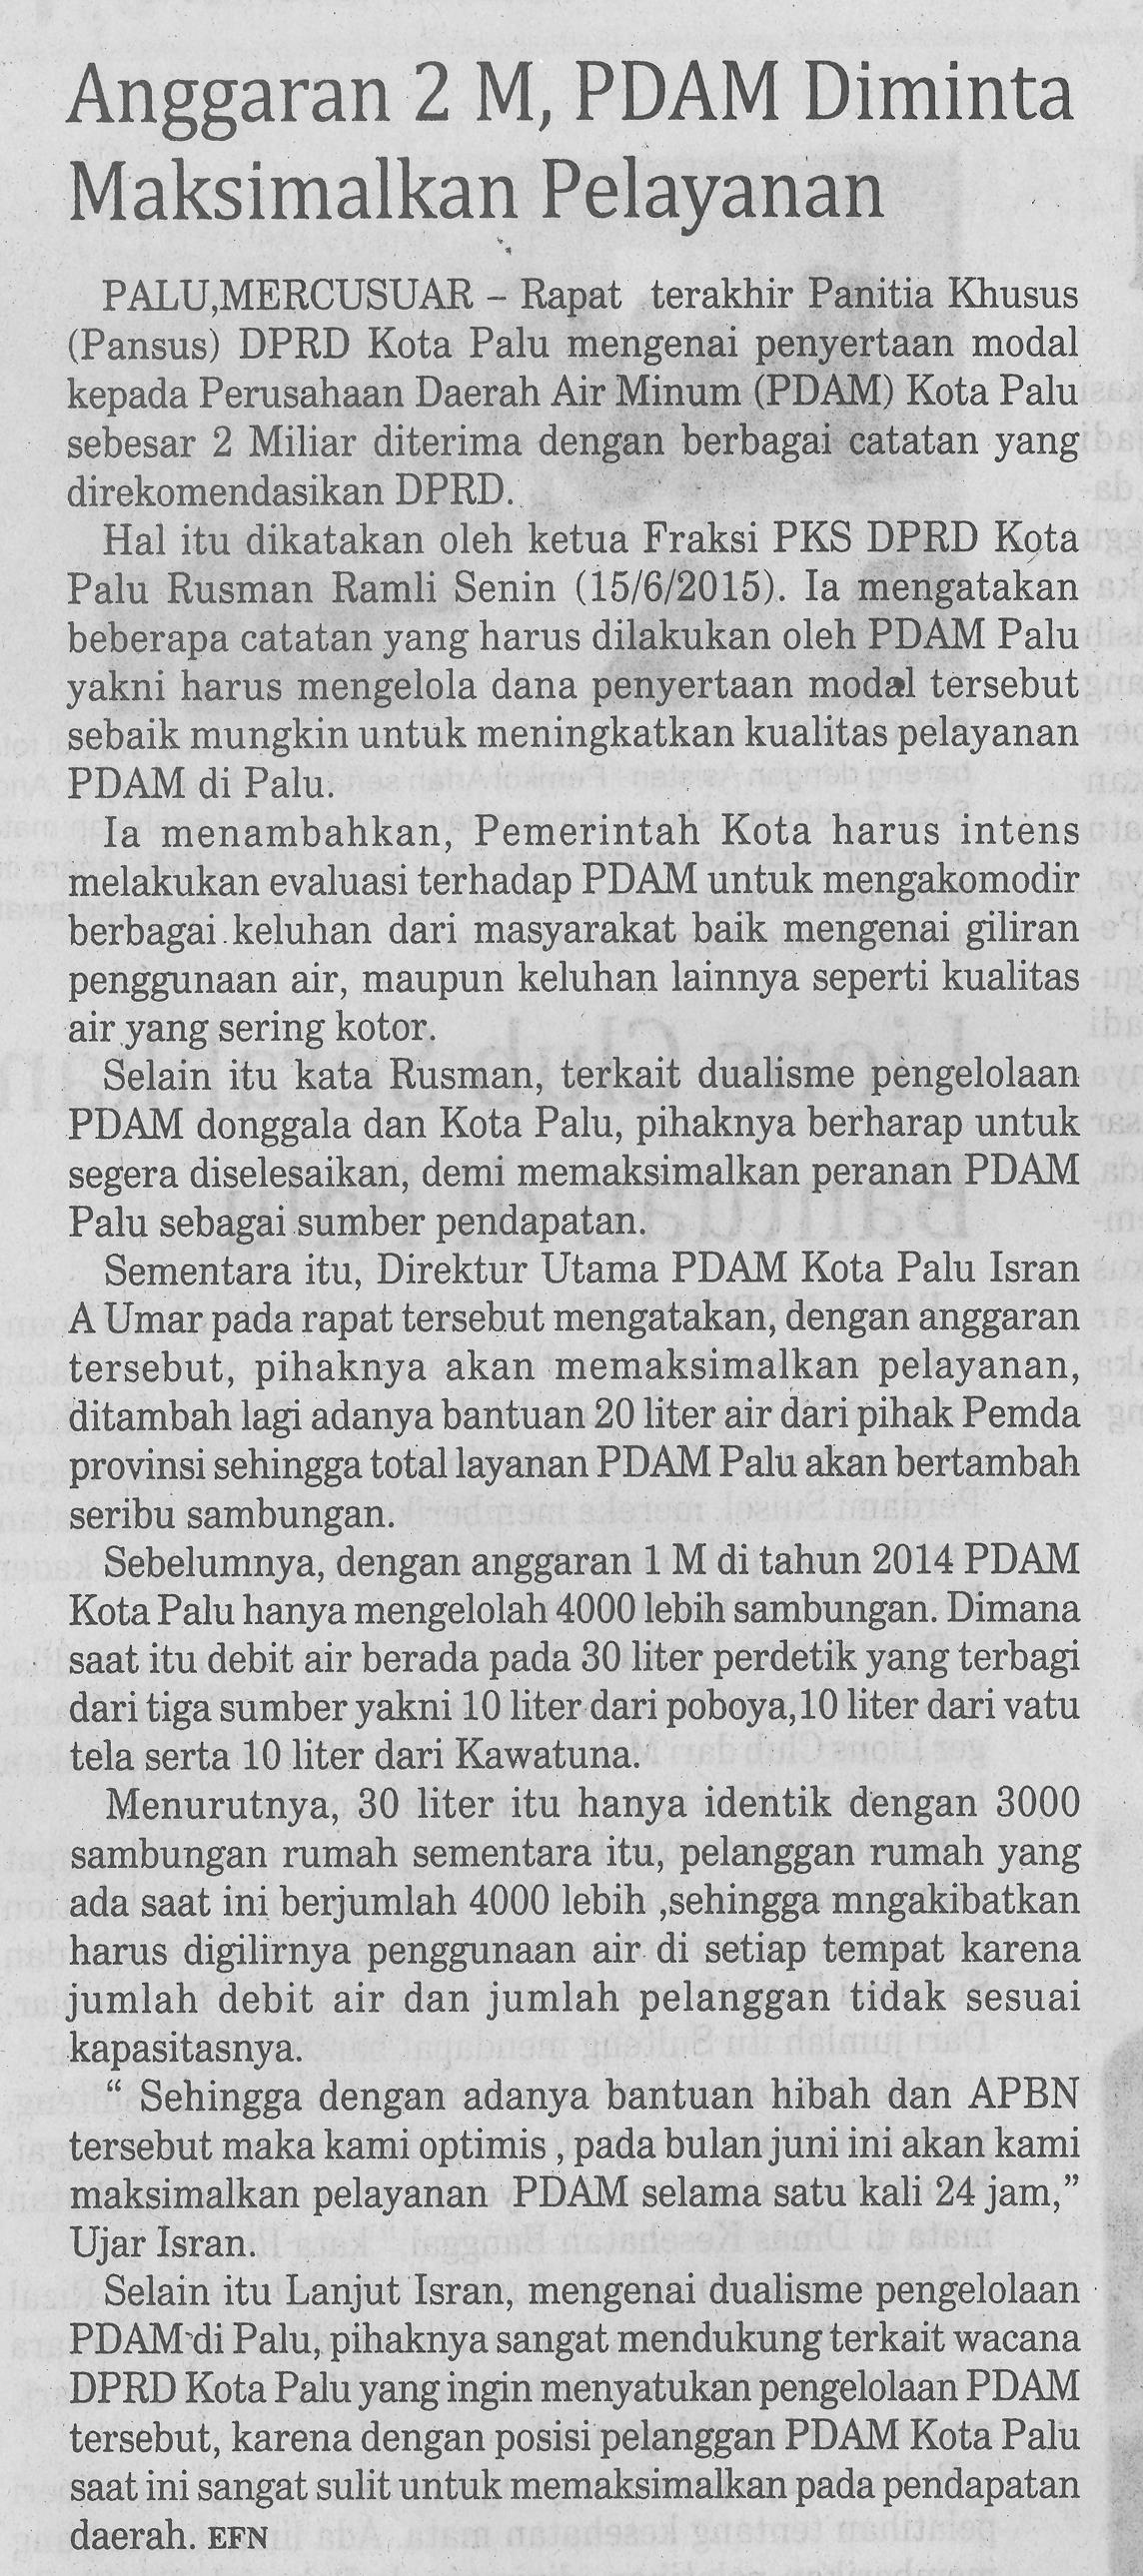 Anggaran 2 M, PDAM Diminta
Maksimalkan Pelayanan
PALU,MERCUSUAR – Rapat terakhir Panitia Khusus
(Pansus) DPRD Kota Palu mengenai penyertaan modal
kepada Perusahaan Daerah Air Minum (PDAM) Kota Palu
sebesar 2 Miliar diterima dengan berbagai catatan yang
direkomendasikan DPRD.
Hal itu dikatakan oleh ketua Fraksi PKS DPRD Kota
Palu Rusman Ramli Senin (15/6/2015). Ia mengatakan
beberapa catatan yang harus dilakukan oleh PDAM Palu
yakni harus mengelola dana penyertaan modal tersebut
sebaik mungkin untuk meningkatkan kualitas pelayanan
PDAM di Palu.
Ia menambahkan, Pemerintah Kota harus intens
melakukan evaluasi terhadap PDAM untuk mengakomodir
berbagai keluhan dari masyarakat baik mengenai giliran
penggunaan air, maupun keluhan lainnya seperti kualitas
air yang sering kotor.
Selain itu kata Rusman, terkait dualisme pengelolaan
PDAM donggala dan Kota Palu, pihaknya berharap untuk
segera diselesaikan, demi memaksimalkan peranan PDAM
Palu sebagai sumber pendapatan.
Sementara itu, Direktur Utama PDAM Kota Palu Isran
A Umar pada rapat tersebut mengatakan, dengan anggaran
tersebut, pihaknya akan memaksimalkan pelayanan,
ditambah lagi adanya bantuan 20 liter air dari pihak Pemda
provinsi sehingga total layanan PDAM Palu akan bertambah
seribu sambungan.
Sebelumnya, dengan anggaran 1 M di tahun 2014 PDAM
Kota Palu hanya mengelolah 4000 lebih sambungan. Dimana
saat itu debit air berada pada 30 liter perdetik yang terbagi
dari tiga sumber yakni 10 liter dari poboya,10 liter dari vatu
tela serta 10 liter dari Kawatuna.
Menurutnya, 30 liter itu hanya identik dengan 3000
sambungan rumah sementara itu, pelanggan rumah yang
ada saat ini berjumlah 4000 lebih ,sehingga mngakibatkan
harus digilirnya penggunaan air di setiap tempat karena
jumlah debit air dan jumlah pelanggan tidak sesuai
kapasitasnya.
“ Sehingga dengan adanya bantuan hibah dan APBN
tersebut maka kami optimis , pada bulan juni ini akan kami
maksimalkan pelayanan PDAM selama satu kali 24 jam,”
Ujar Isran.
Selain itu Lanjut Isran, mengenai dualisme pengelolaan
PDAM di Palu, pihaknya sangat mendukung terkait wacana
DPRD Kota Palu yang ingin menyatukan pengelolaan PDAM
tersebut, karena dengan posisi pelanggan PDAM Kota Palu
saat ini sangat sulit untuk memaksimalkan pada pendapatan
daerah. EFN